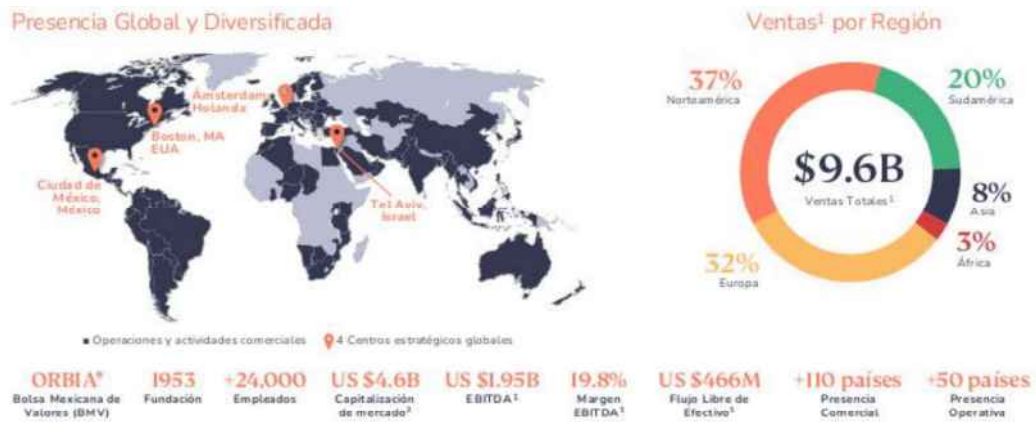 Presencia Global y Diversificada
Ámsterdam,
Holanda
Boston, MA
EUA
Ciudad de
México,
México
Tel Aviv,
Israel
Operaciones y actividades comerciales
4 Centros estratégicos globales
Ventas¹ por Región
37%
Norteamérica
20%
Sudamérica
$9.6B
Ventas Totales¹
8%
Asia
3%
África
32%
Europa
ORBIA*
Bolsa Mexicana de
Valores (BMV)
1953
Fundación
+24,000
Empleados
US $4.6B
Capitalización
de mercado²
US $1.95B
EBITDA¹
19.8%
Margen
EBITDA¹
US $466M
Flujo Libre de
Efectivo¹
+110 países
Presencia
Comercial
+50 países
Presencia
Operativa